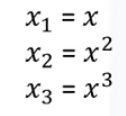 x₁ = x
x₂ = x²
x₃ = x³